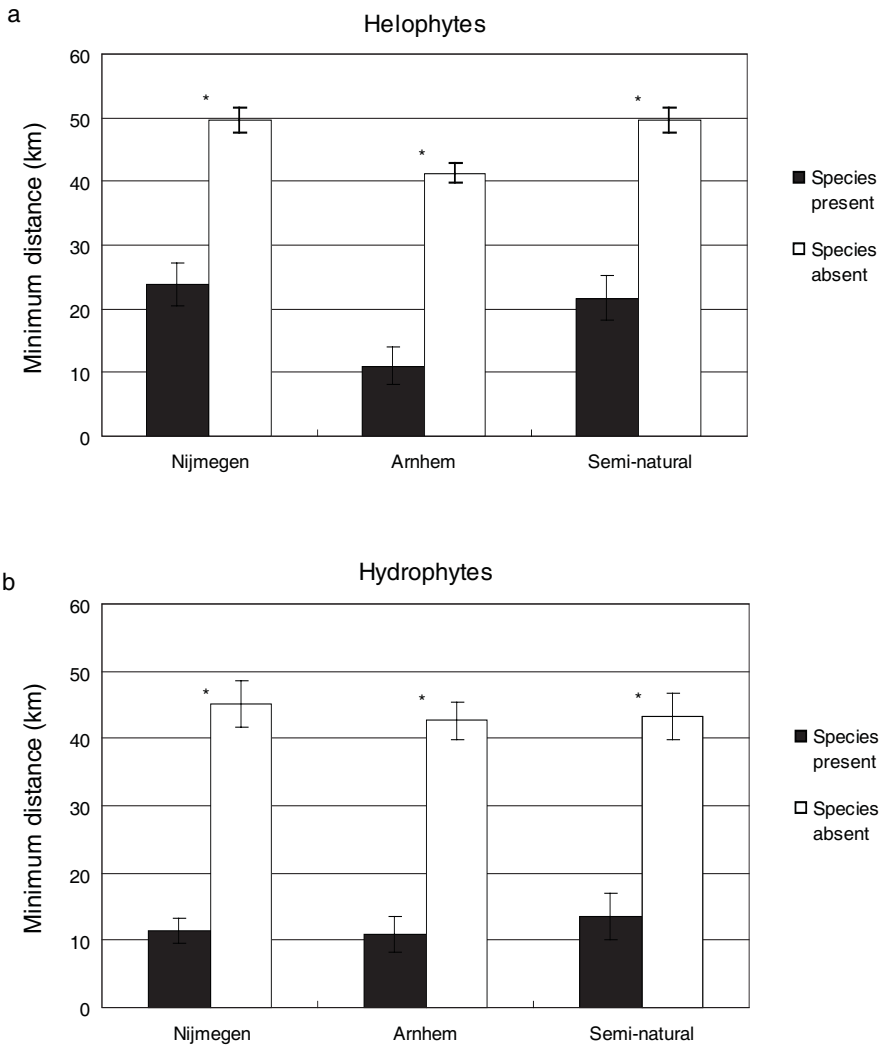 a
Helophytes
Minimum distance (km)
60
50
40
30
20
10
0
*
*
*
Nijmegen
Arnhem
Semi-natural
Species
present
Species
absent
b
Hydrophytes
Minimum distance (km)
60
50
40
30
20
10
0
*
*
*
Nijmegen
Arnhem
Semi-natural
Species
present
Species
absent